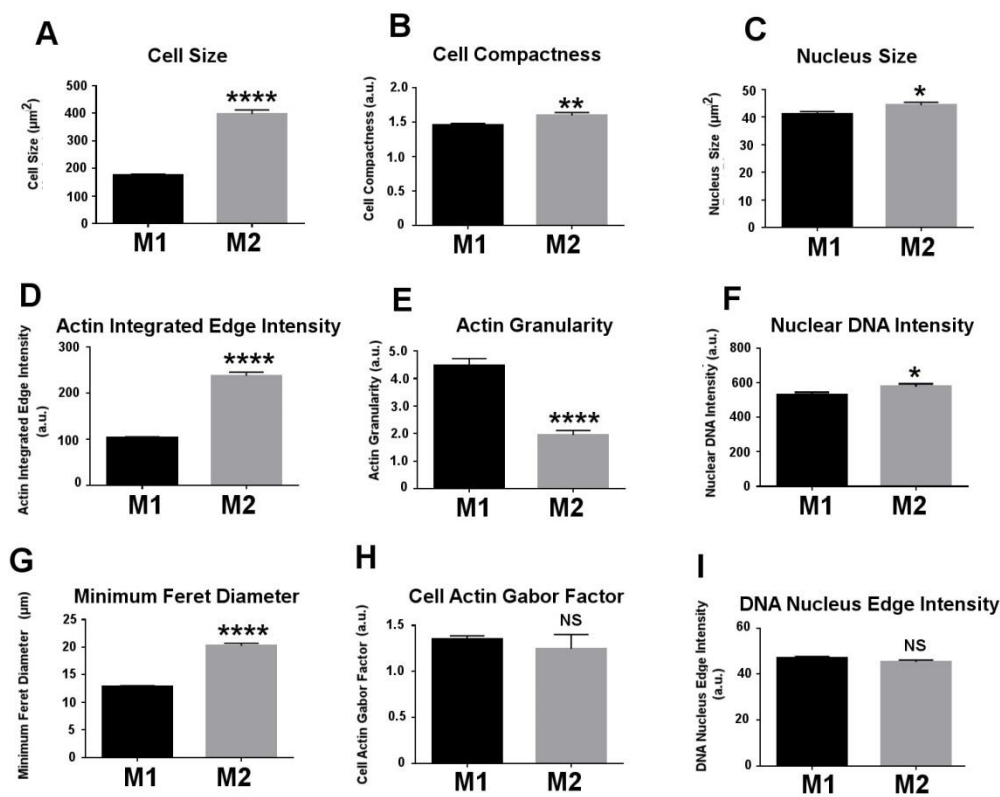 A
Cell Size
Cell Size (µm²)
500
400
300
200
100
0
****
M1 M2
B
Cell Compactness
Cell Compactness (a.u.)
2.0
1.5
1.0
0.5
0
**
M1 M2
C
Nucleus Size
Nucleus Size (µm²)
50
40
30
20
10
0
*
M1 M2
D
Actin Integrated Edge Intensity
Actin Integrated Edge Intensity
(a.u.)
300
200
100
0
****
M1 M2
E
Actin Granularity
Actin Granularity (a.u.)
5.0
4.0
3.0
2.0
1.0
0
****
M1 M2
F
Nuclear DNA Intensity
Nuclear DNA Intensity (a.u.)
800
600
400
200
0
*
M1 M2
G
Minimum Feret Diameter
Minimum Feret Diameter (µm)
25
20
15
10
5
0
****
M1 M2
H
Cell Actin Gabor Factor
Cell Actin Gabor Factor (a.u.)
1.5
1.0
0.5
0
NS
M1 M2
I
DNA Nucleus Edge Intensity
DNA Nucleus Edge Intensity
(a.u.)
60
40
20
0
NS
M1 M2